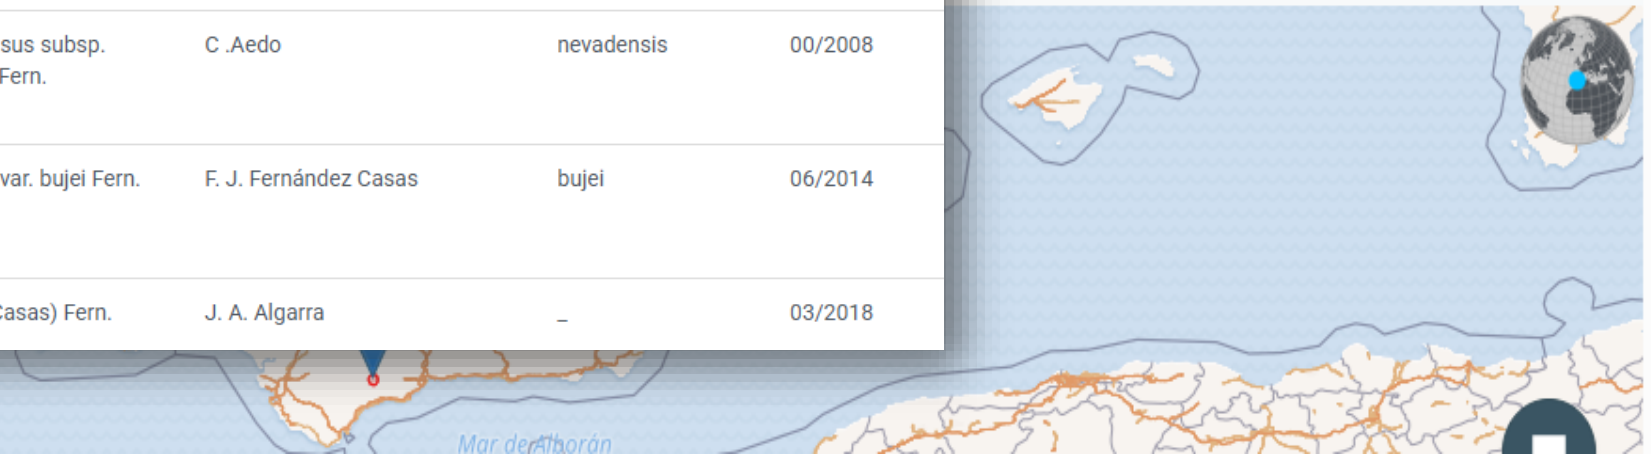 sus subsp. C .Aedo nevadensis 00/2008
Fern.
var. bujei Fern. F. J. Fernández Casas bujei 06/2014
Casas) Fern. J. A. Algarra _ 03/2018
Mar de Alborán